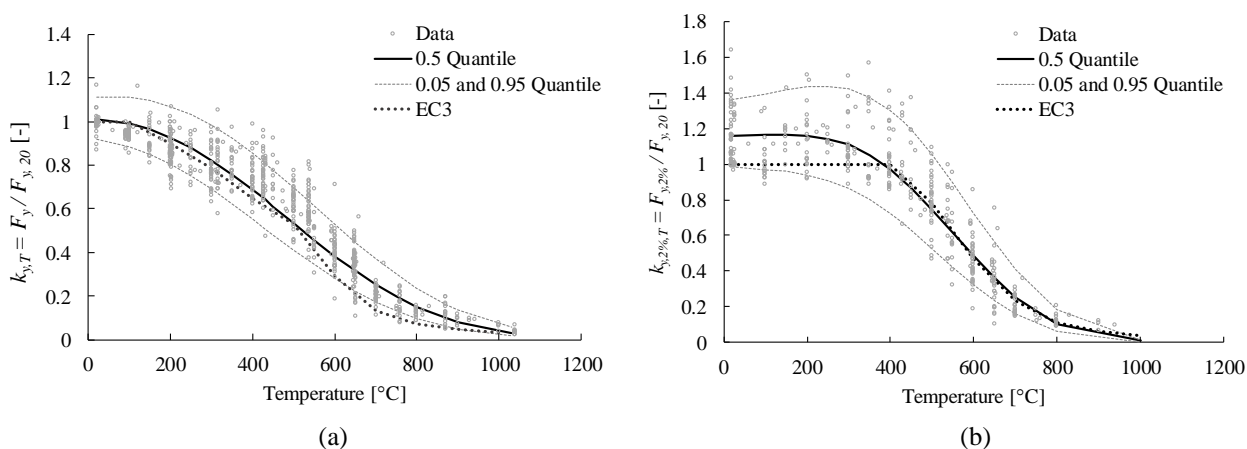 1.4
1.2
1
0.8
0.6
0.4
0.2
0
0 200 400 600 800 1000 1200
k_{y,T} = F_y / F_{y, 20} [-]
Temperature [°C]
Data
0.5 Quantile
0.05 and 0.95 Quantile
EC3
(a)
1.8
1.6
1.4
1.2
1.0
0.8
0.6
0.4
0.2
0.0
0 200 400 600 800 1000 1200
k_{y,2%,T} = F_{y,2%} / F_{y, 20} [-]
Temperature [°C]
Data
0.5 Quantile
0.05 and 0.95 Quantile
EC3
(b)